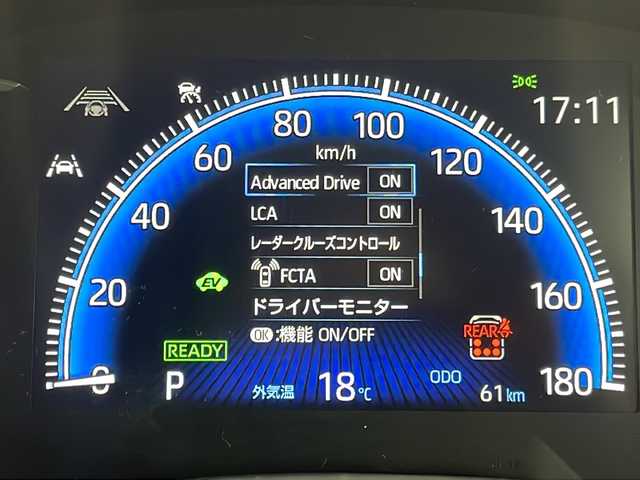 17:11
80 100
60 km/h 120
Advanced Drive ON
LCA ON
40 140
レーダークルーズコントロール
FCTA ON
EV
20 ドライバーモニター 160
OK:機能 ON/OFF
REAR
READY
0 P 外気温 18℃ ODO 180
61 km